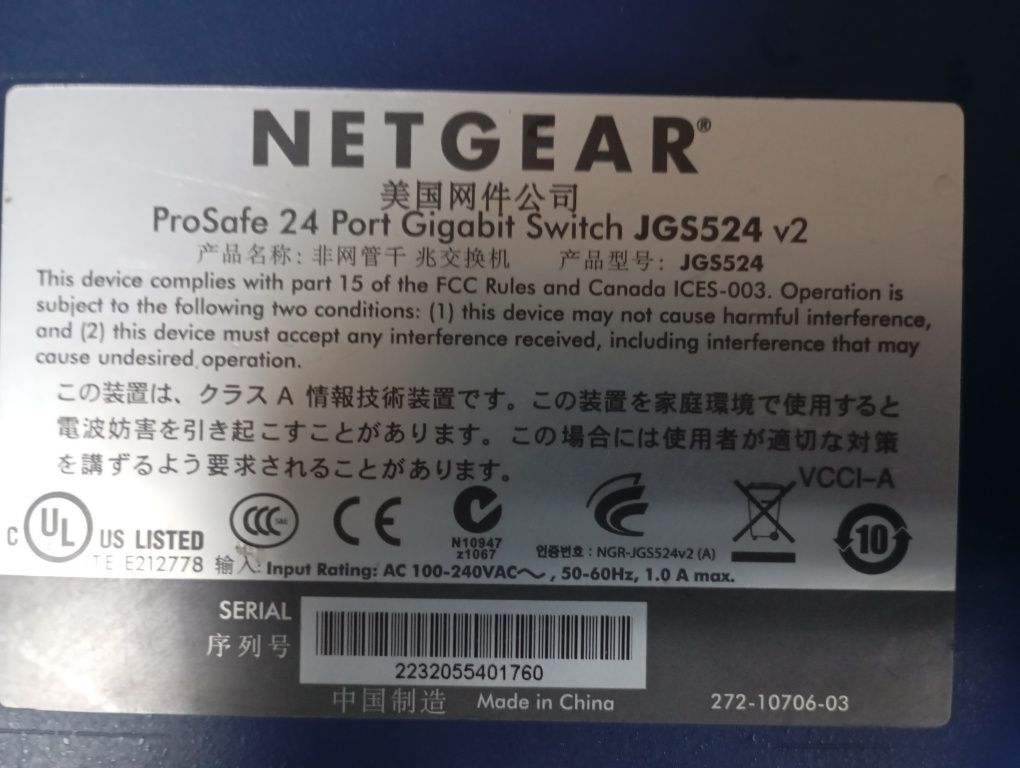 NETGEAR®
美国网件公司
ProSafe 24 Port Gigabit Switch JGS524 v2
产品名称: 非网管千 兆交换机 产品型号: JGS524
This device complies with part 15 of the FCC Rules and Canada ICES-003. Operation is
subject to the following two conditions: (1) this device may not cause harmful interference,
and (2) this device must accept any interference received, including interference that may
cause undesired operation.
この装置は、クラス A 情報技術装置です。この装置を家庭環境で使用すると
電波妨害を引き起こすことがあります。この場合には使用者が適切な対策
を講ずるよう要求されることがあります。
VCCI-A
C UL US LISTED
I.T.E. E212778
CCC S&E
CE
N10947
z1067
인증번호 : NGR-JGS524v2 (A)
10
输入: Input Rating: AC 100-240VAC～, 50-60Hz, 1.0 A max.
SERIAL
序列号
2232055401760
中国制造 Made in China
272-10706-03